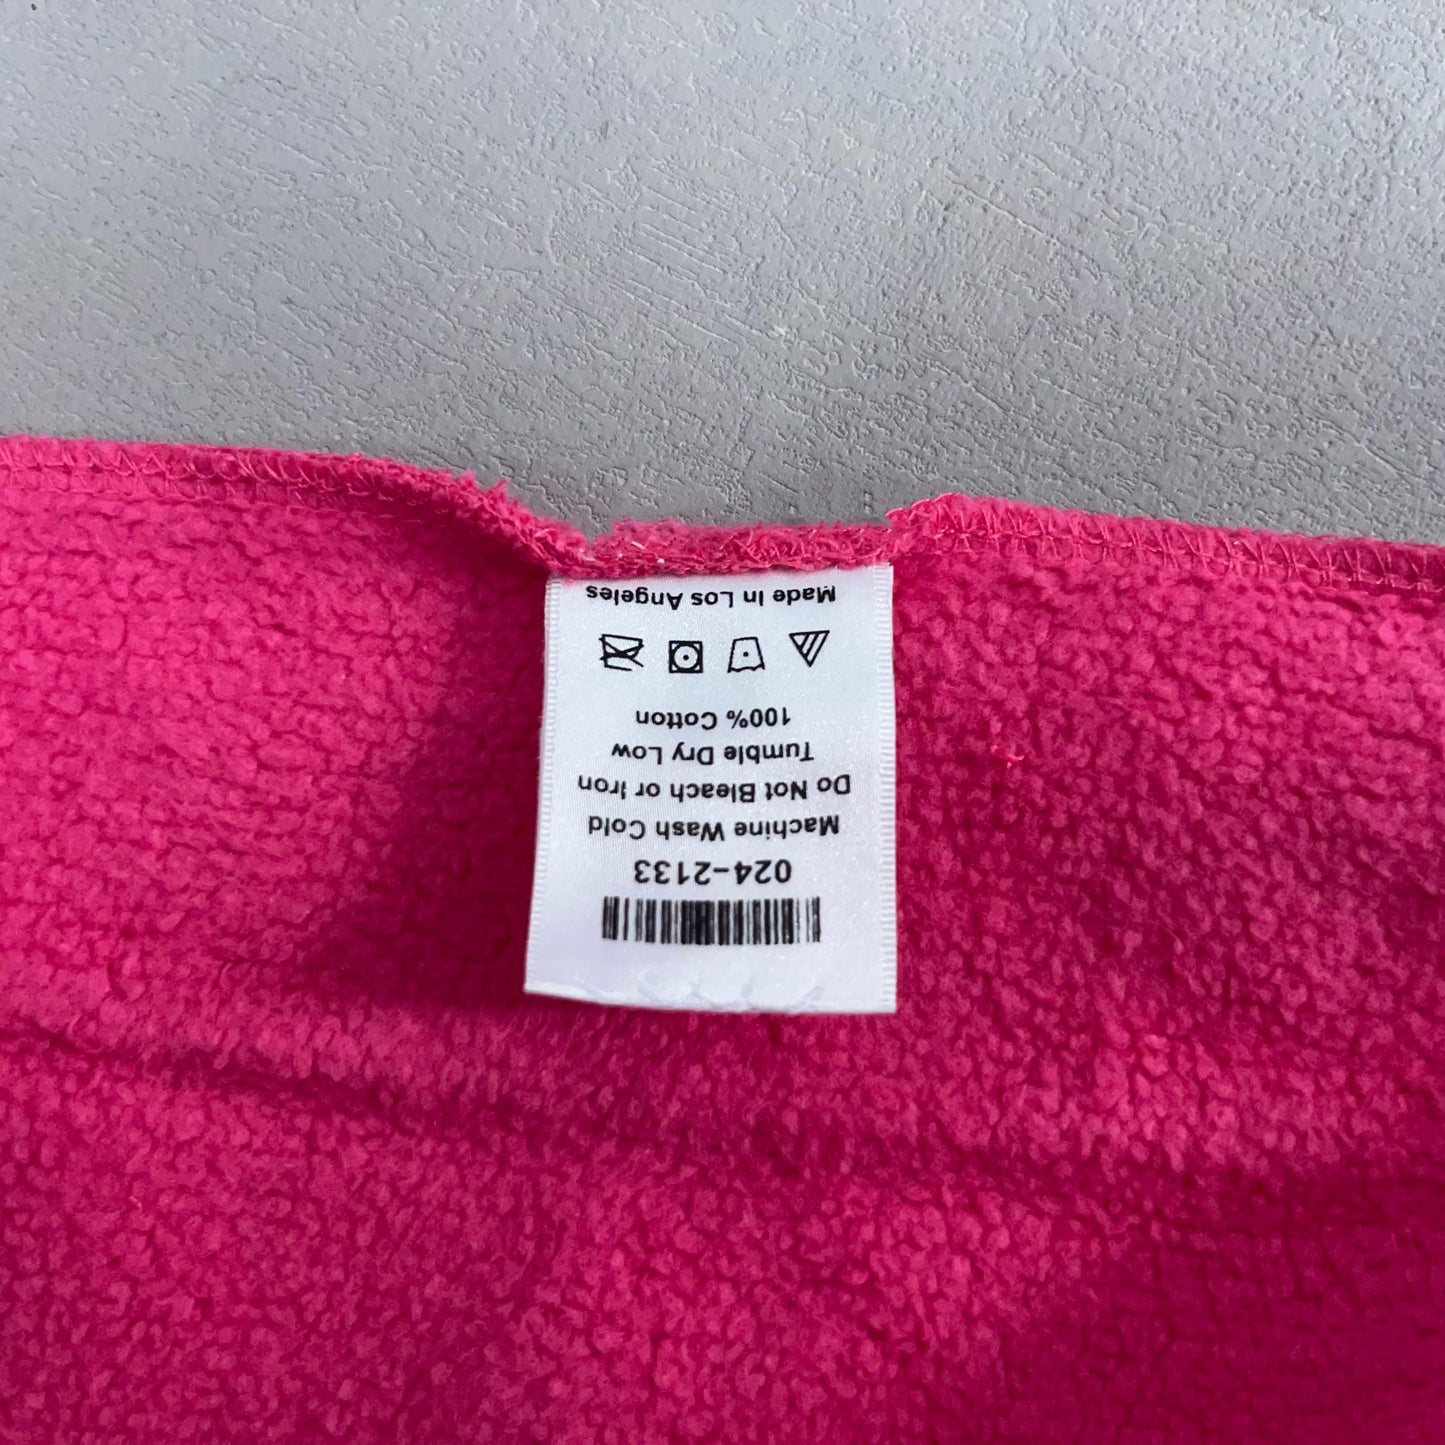 024-2133
Machine Wash Cold
Do Not Bleach or Iron
Tumble Dry Low
100% Cotton
Made In Los Angeles